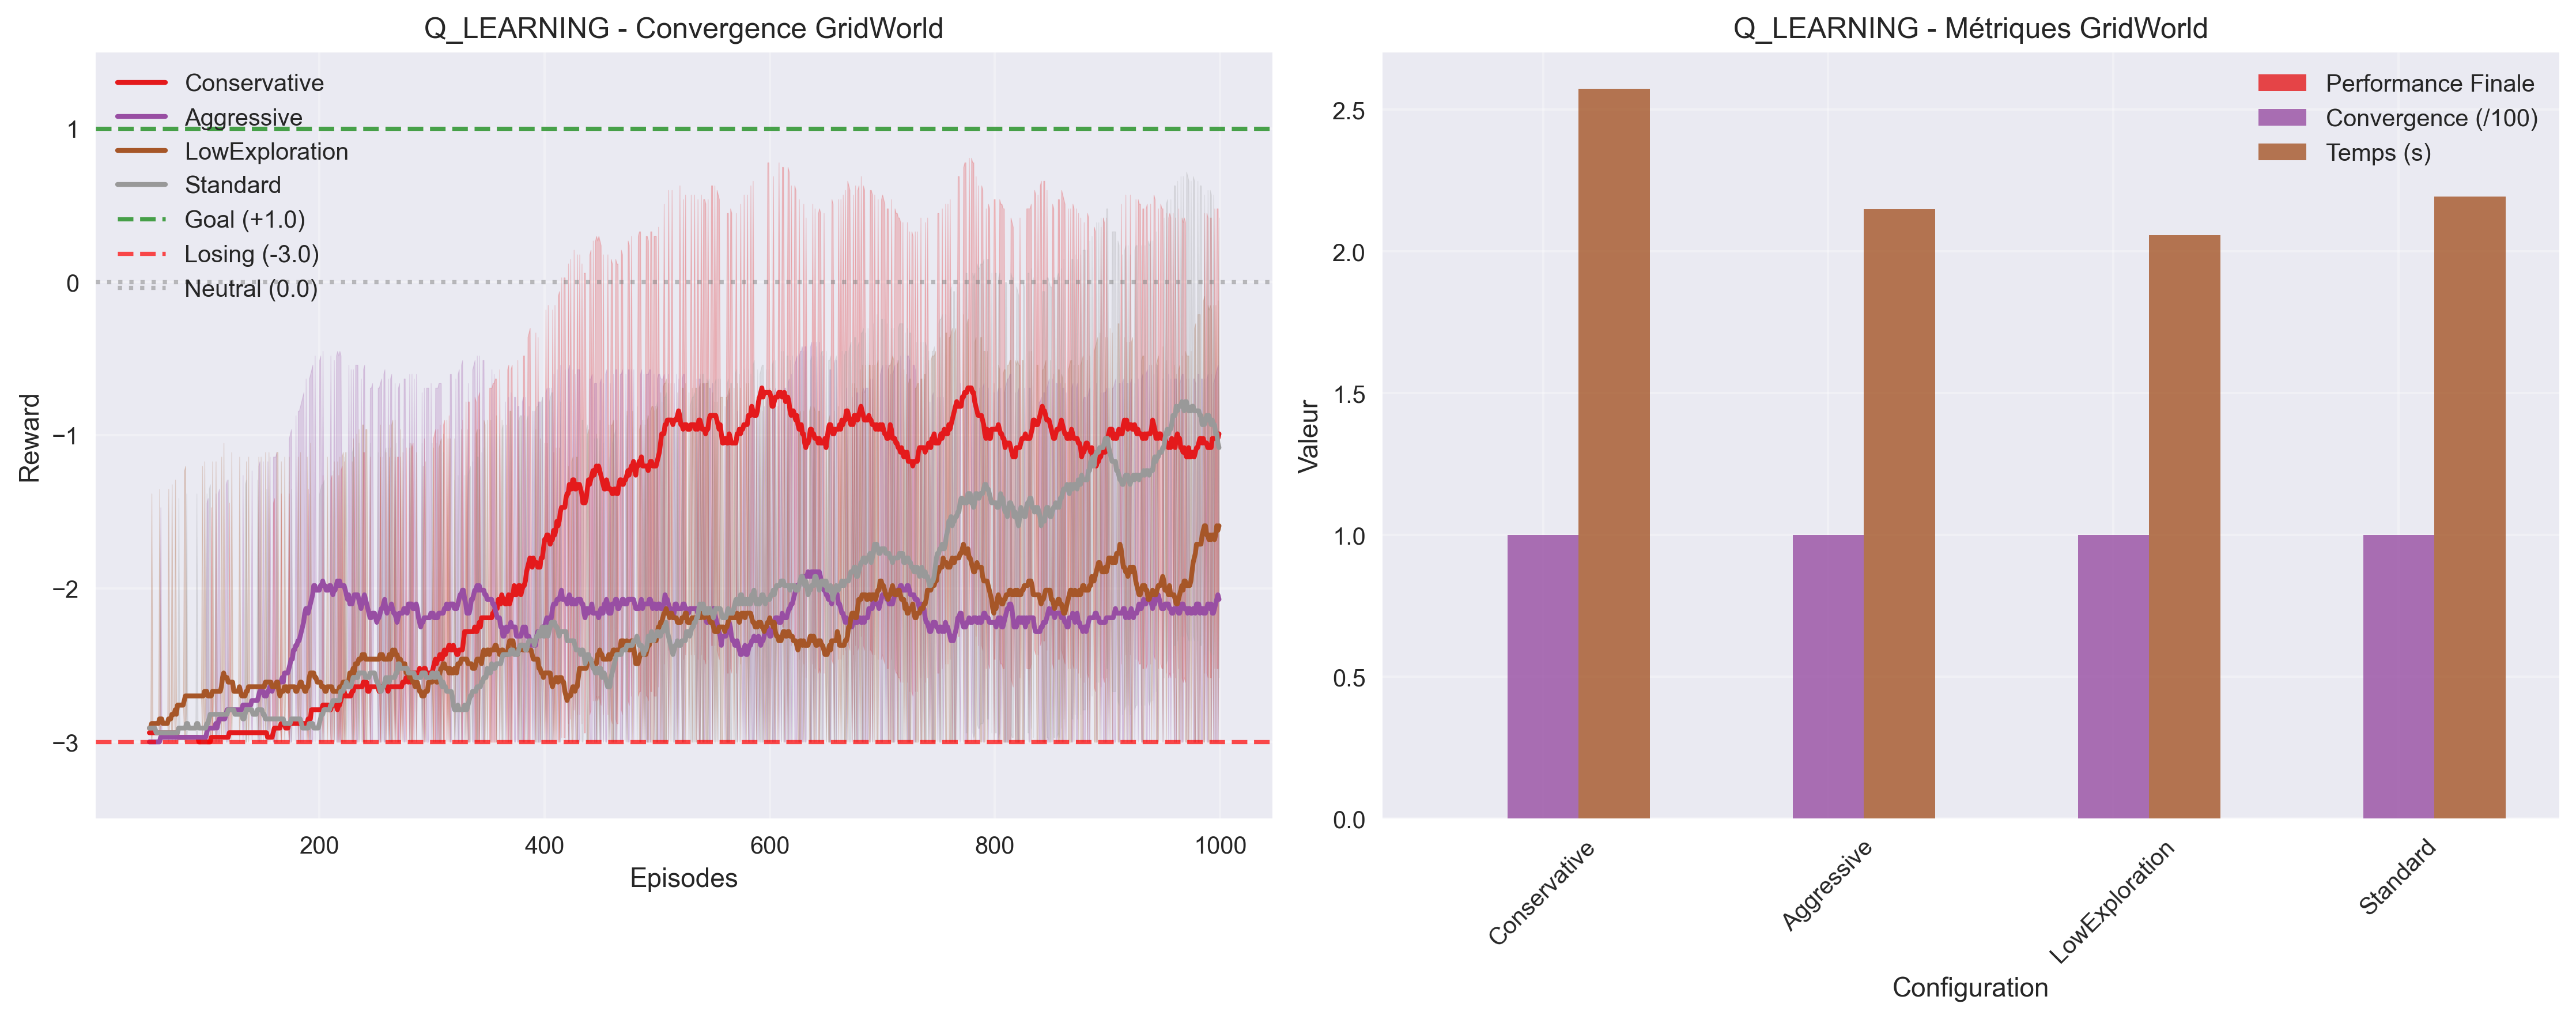 Q_LEARNING - Convergence GridWorld
Conservative
Aggressive
LowExploration
Standard
Goal (+1.0)
Losing (-3.0)
Neutral (0.0)
Reward
1
0
−1
−2
−3
200
400
600
800
1000
Episodes
Q_LEARNING - Métriques GridWorld
Performance Finale
Convergence (/100)
Temps (s)
Valeur
2.5
2.0
1.5
1.0
0.5
0.0
Conservative
Aggressive
LowExploration
Standard
Configuration